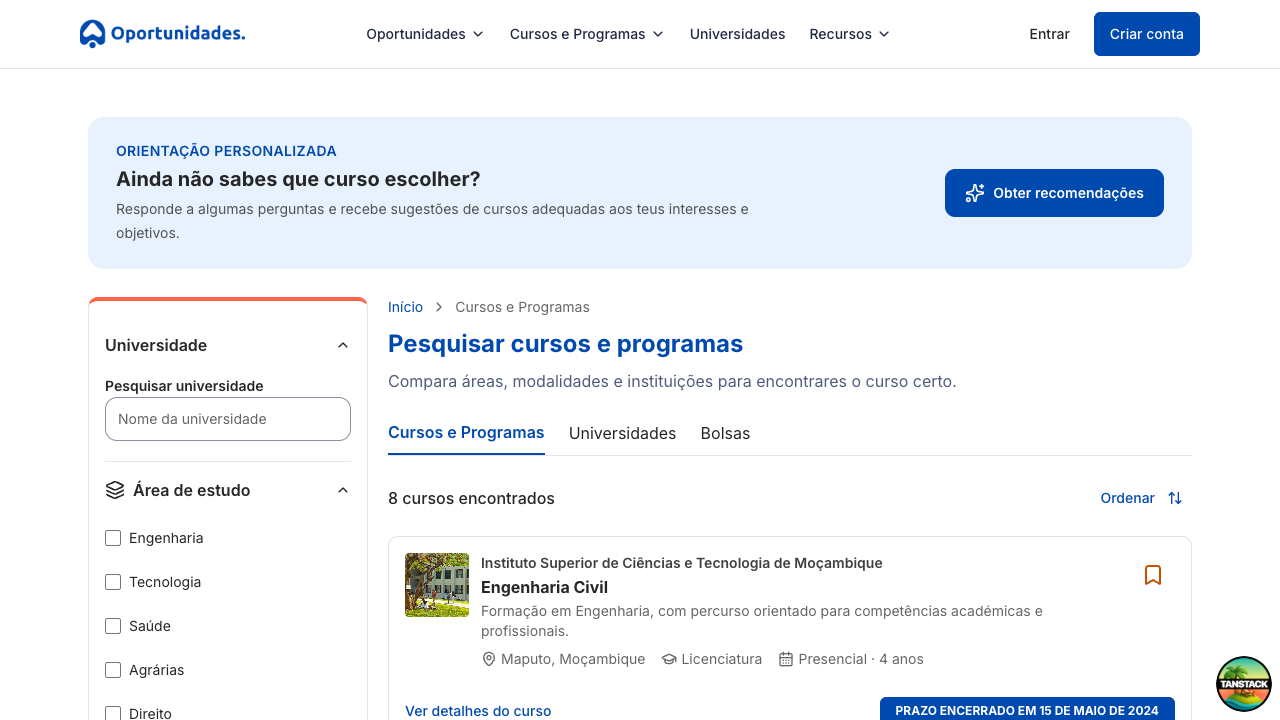 Oportunidades.
Oportunidades
Cursos e Programas
Universidades
Recursos
Entrar
Criar conta
ORIENTAÇÃO PERSONALIZADA
Ainda não sabes que curso escolher?
Responde a algumas perguntas e recebe sugestões de cursos adequadas aos teus interesses e
objetivos.
Obter recomendações
Universidade
Pesquisar universidade
Nome da universidade
Área de estudo
Engenharia
Tecnologia
Saúde
Agrárias
Direito
Início
Cursos e Programas
Pesquisar cursos e programas
Compara áreas, modalidades e instituições para encontrares o curso certo.
Cursos e Programas
Universidades
Bolsas
8 cursos encontrados
Ordenar
Instituto Superior de Ciências e Tecnologia de Moçambique
Engenharia Civil
Formação em Engenharia, com percurso orientado para competências académicas e
profissionais.
Maputo, Moçambique
Licenciatura
Presencial · 4 anos
Ver detalhes do curso
PRAZO ENCERRADO EM 15 DE MAIO DE 2024
TANSTACK